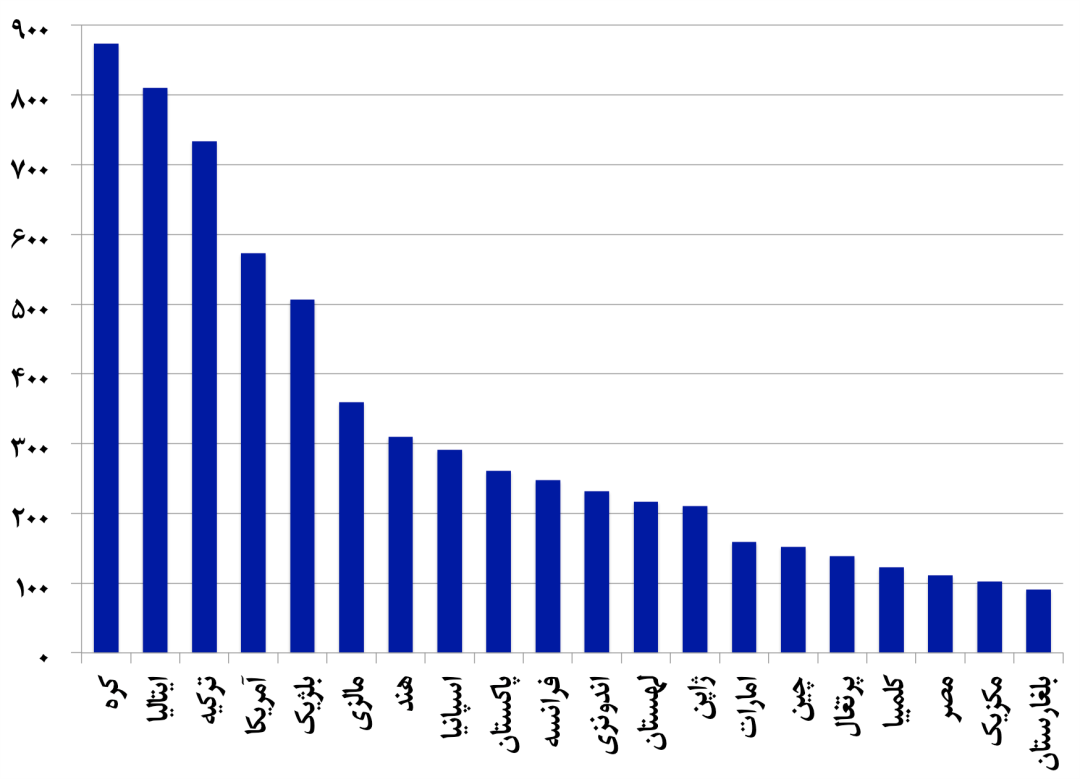 ۹۰۰
۸۰۰
۷۰۰
۶۰۰
۵۰۰
۴۰۰
۳۰۰
۲۰۰
۱۰۰
۰
کره
ایتالیا
ترکیه
آمریکا
بلژیک
مالزی
هند
اسپانیا
پاکستان
فرانسه
اندونزی
لهستان
ژاپن
امارات
چین
پرتغال
کلمبیا
مصر
مکزیک
بلغارستان